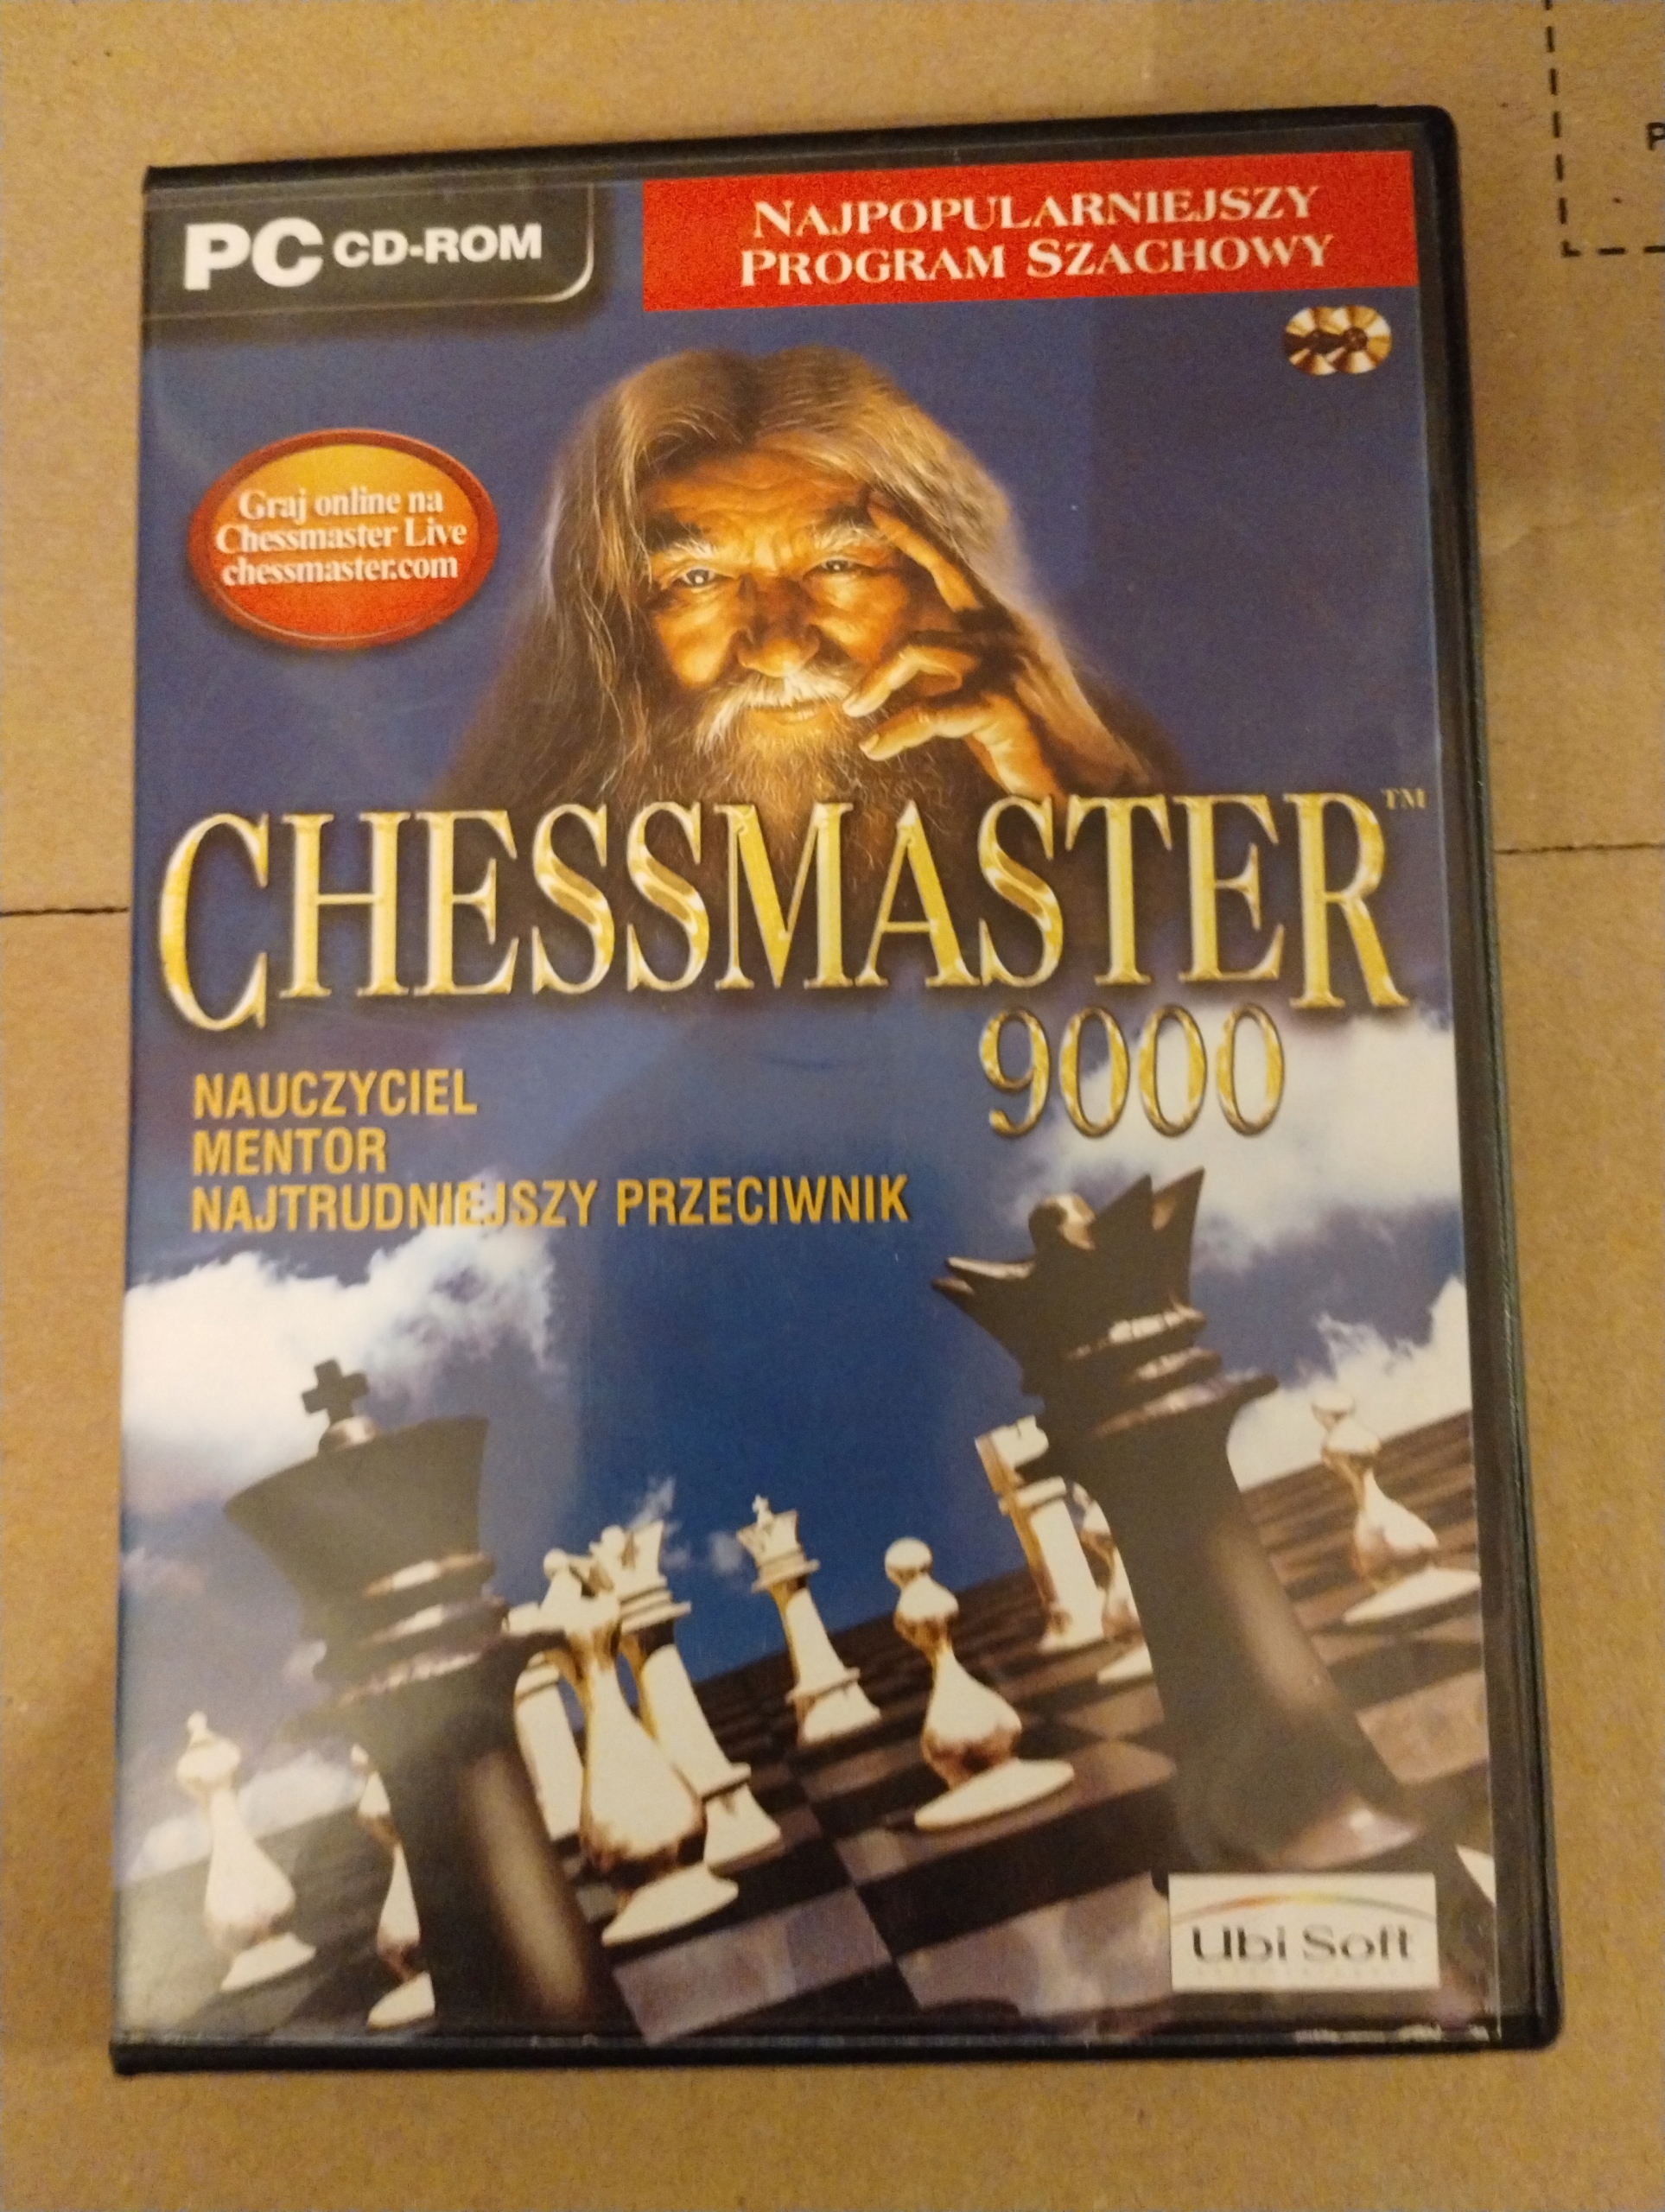 PC CD-ROM
NAJPOPULARNIEJSZY
PROGRAM SZACHOWY
Graj online na
Chessmaster Live
chessmaster.com
CHESSMASTER™
9000
NAUCZYCIEL
MENTOR
NAJTRUDNIEJSZY PRZECIWNIK
Ubi Soft
P